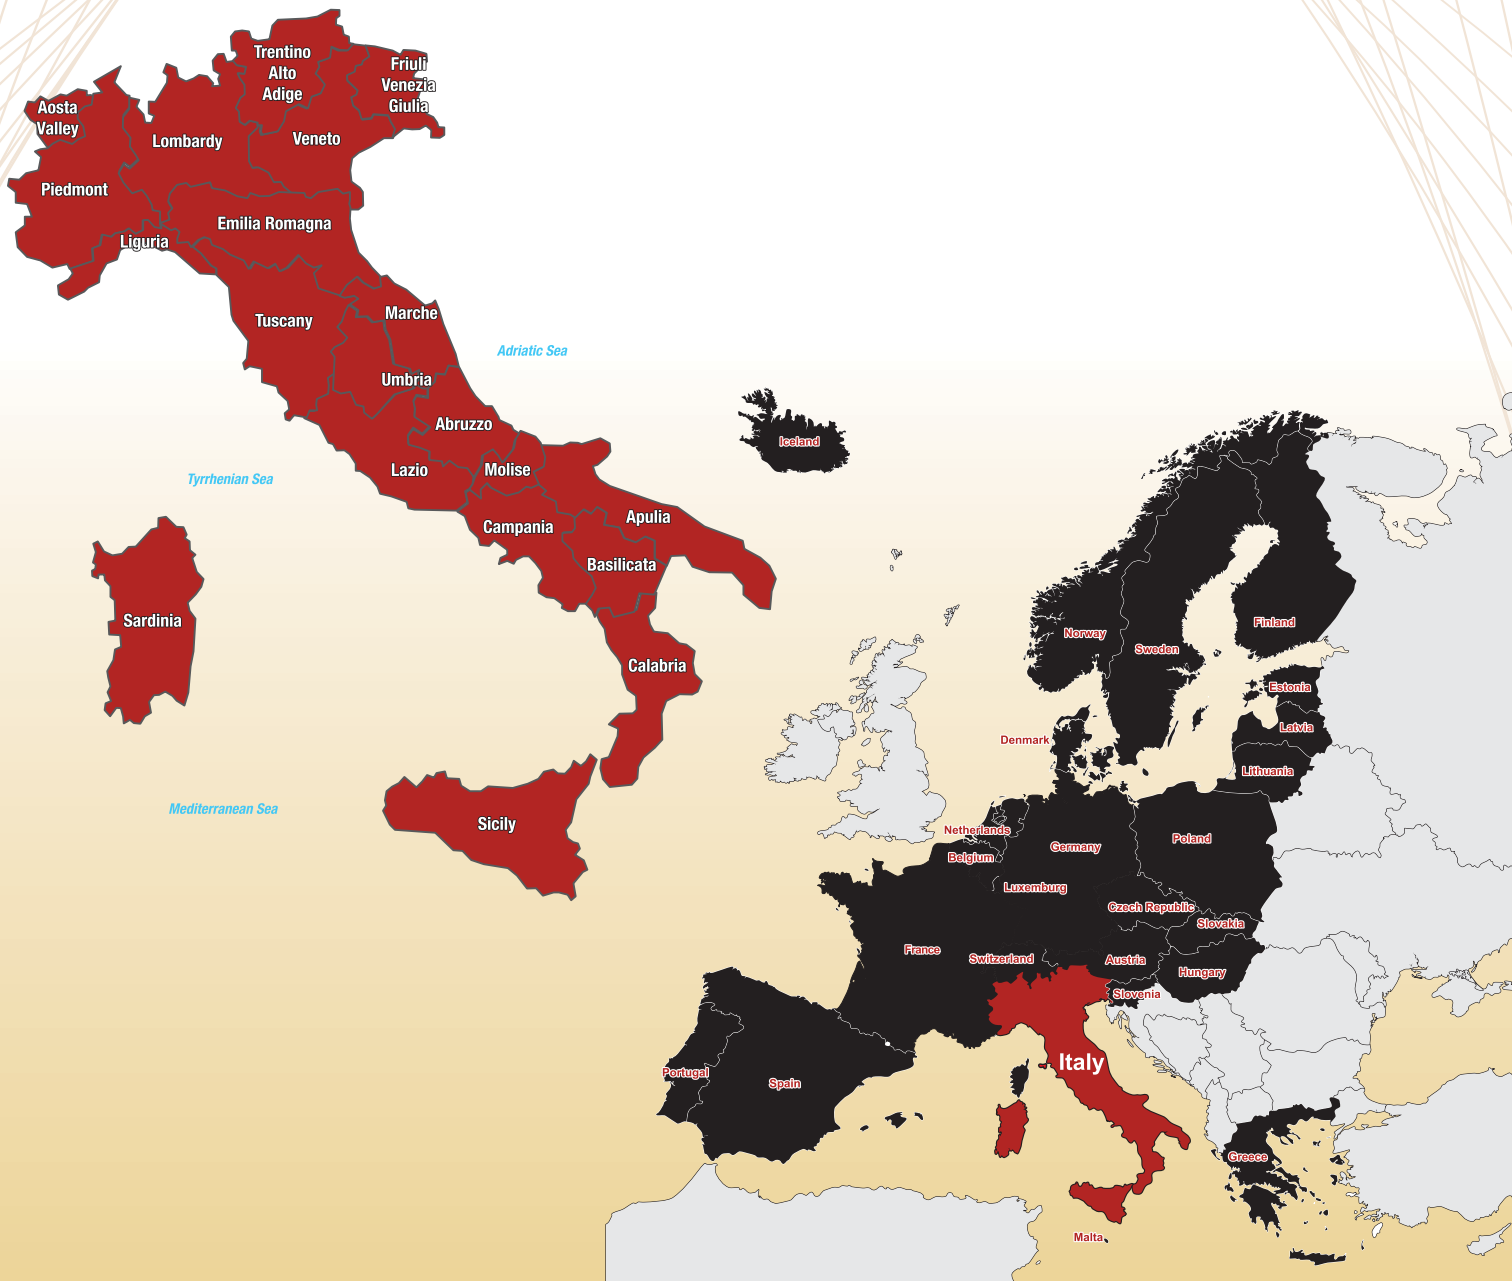 Trentino
Alto
Adige
Friuli
Venezia
Giulia
Aosta
Valley
Lombardy
Veneto
Piedmont
Emilia Romagna
Liguria
Tuscany
Marche
Adriatic Sea
Umbria
Abruzzo
Lazio
Molise
Tyrrhenian Sea
Campania
Apulia
Basilicata
Sardinia
Calabria
Mediterranean Sea
Sicily
Iceland
Norway
Sweden
Finland
Estonia
Latvia
Denmark
Lithuania
Netherlands
Belgium
Germany
Poland
Luxemburg
Czech Republic
Slovakia
France
Switzerland
Austria
Hungary
Slovenia
Italy
Portugal
Spain
Greece
Malta